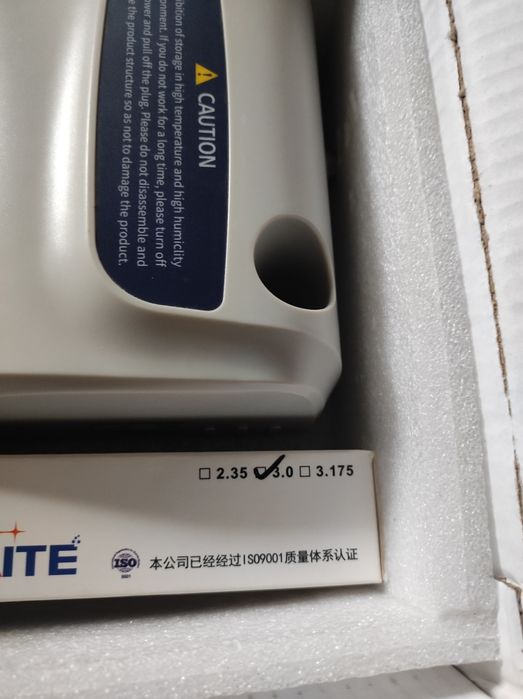 CAUTION
of storage in high temperature and high humiclity
If you do not work for a long time, please turn off
and pull off the plug. Please do not disassemble and
the product structure so as not to damage the product.
☐ 2.35 ☑ 3.0 ☐ 3.175
ITE
ISO
9001
本公司已经经过ISO9001质量体系认证